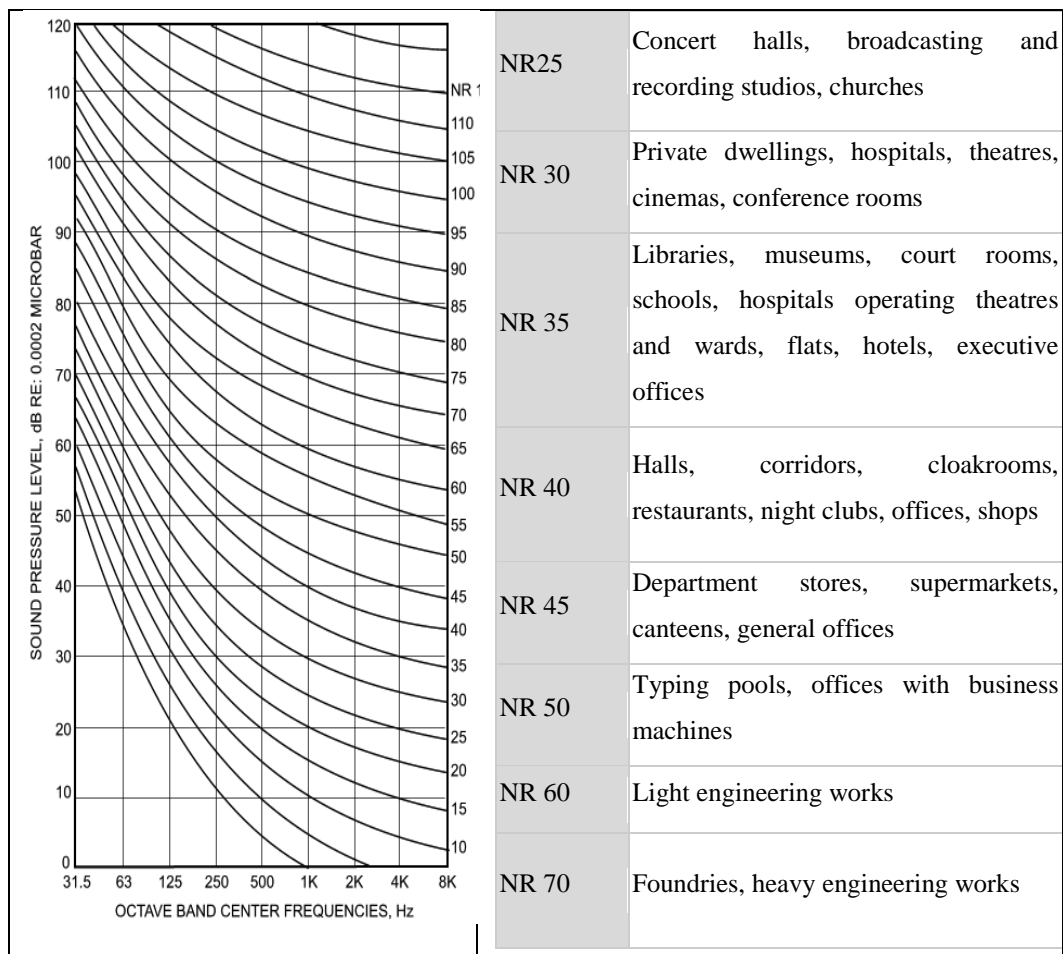 120
110
100
90
80
70
60
50
40
30
20
10
0
SOUND PRESSURE LEVEL, dB RE: 0.0002 MICROBAR
NR 1
110
105
100
95
90
85
80
75
70
65
60
55
50
45
40
35
30
25
20
15
10
31.5 63 125 250 500 1K 2K 4K 8K
OCTAVE BAND CENTER FREQUENCIES, Hz
NR25
Concert halls, broadcasting and
recording studios, churches
NR 30
Private dwellings, hospitals, theatres,
cinemas, conference rooms
NR 35
Libraries, museums, court rooms,
schools, hospitals operating theatres
and wards, flats, hotels, executive
offices
NR 40
Halls, corridors, cloakrooms,
restaurants, night clubs, offices, shops
NR 45
Department stores, supermarkets,
canteens, general offices
NR 50
Typing pools, offices with business
machines
NR 60
Light engineering works
NR 70
Foundries, heavy engineering works